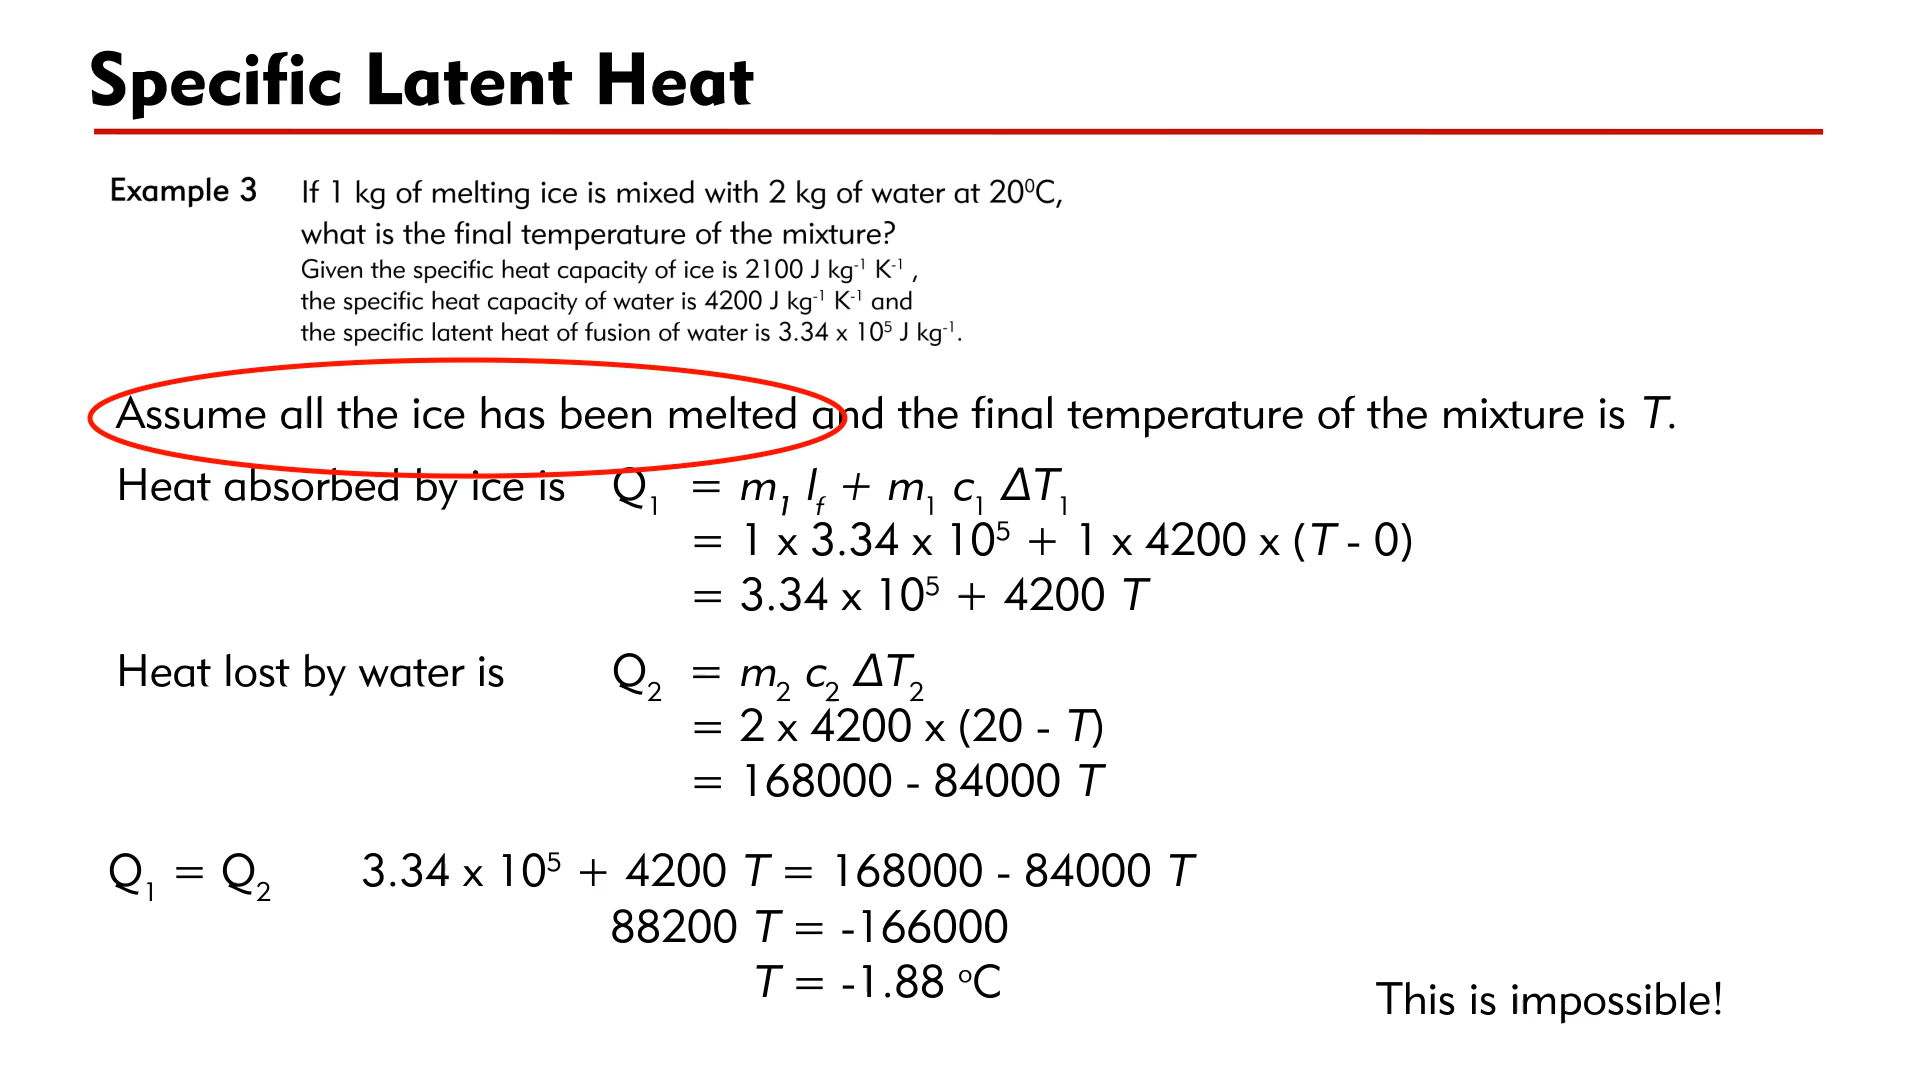 Specific Latent Heat
Example 3 If 1 kg of melting ice is mixed with 2 kg of water at 20⁰C,
what is the final temperature of the mixture?
Given the specific heat capacity of ice is 2100 J kg⁻¹ K⁻¹ ,
the specific heat capacity of water is 4200 J kg⁻¹ K⁻¹ and
the specific latent heat of fusion of water is 3.34 x 10⁵ J kg⁻¹.
Assume all the ice has been melted and the final temperature of the mixture is T.
Heat absorbed by ice is Q₁ = m₁ l_f + m₁ c₁ ΔT₁
= 1 x 3.34 x 10⁵ + 1 x 4200 x (T - 0)
= 3.34 x 10⁵ + 4200 T
Heat lost by water is Q₂ = m₂ c₂ ΔT₂
= 2 x 4200 x (20 - T)
= 168000 - 84000 T
Q₁ = Q₂ 3.34 x 10⁵ + 4200 T = 168000 - 84000 T
88200 T = -166000
T = -1.88 ºC
This is impossible!